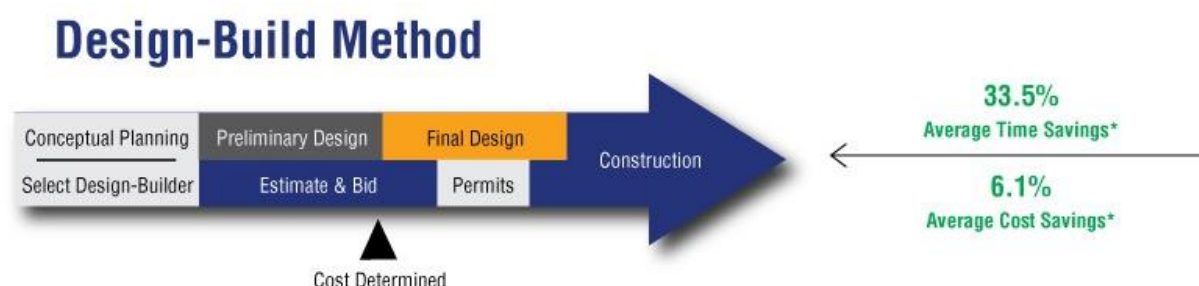 Design-Build Method
Conceptual Planning
Select Design-Builder
Preliminary Design
Final Design
Estimate & Bid
Permits
Construction
Cost Determined
33.5%
Average Time Savings*
6.1%
Average Cost Savings*